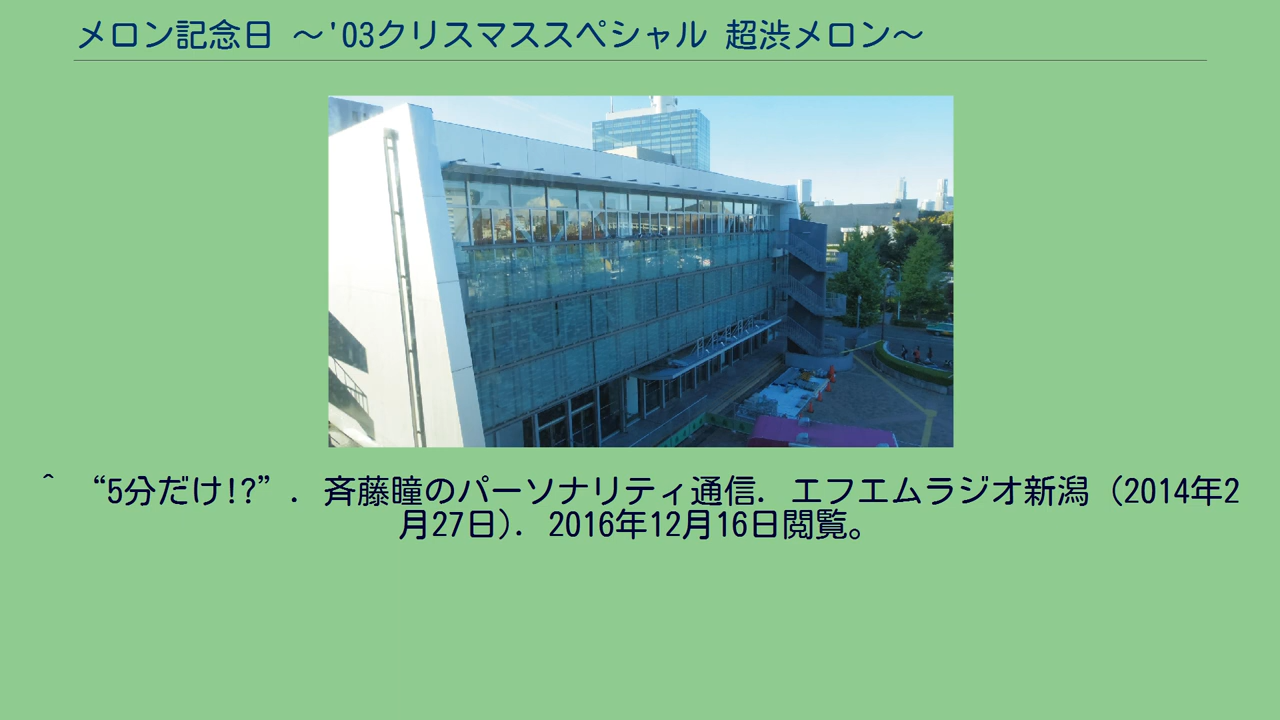 メロン記念日 〜'03クリスマススペシャル 超渋メロン〜
^ “5分だけ!?”. 斉藤瞳のパーソナリティ通信. エフエムラジオ新潟 (2014年2
月27日). 2016年12月16日閲覧。